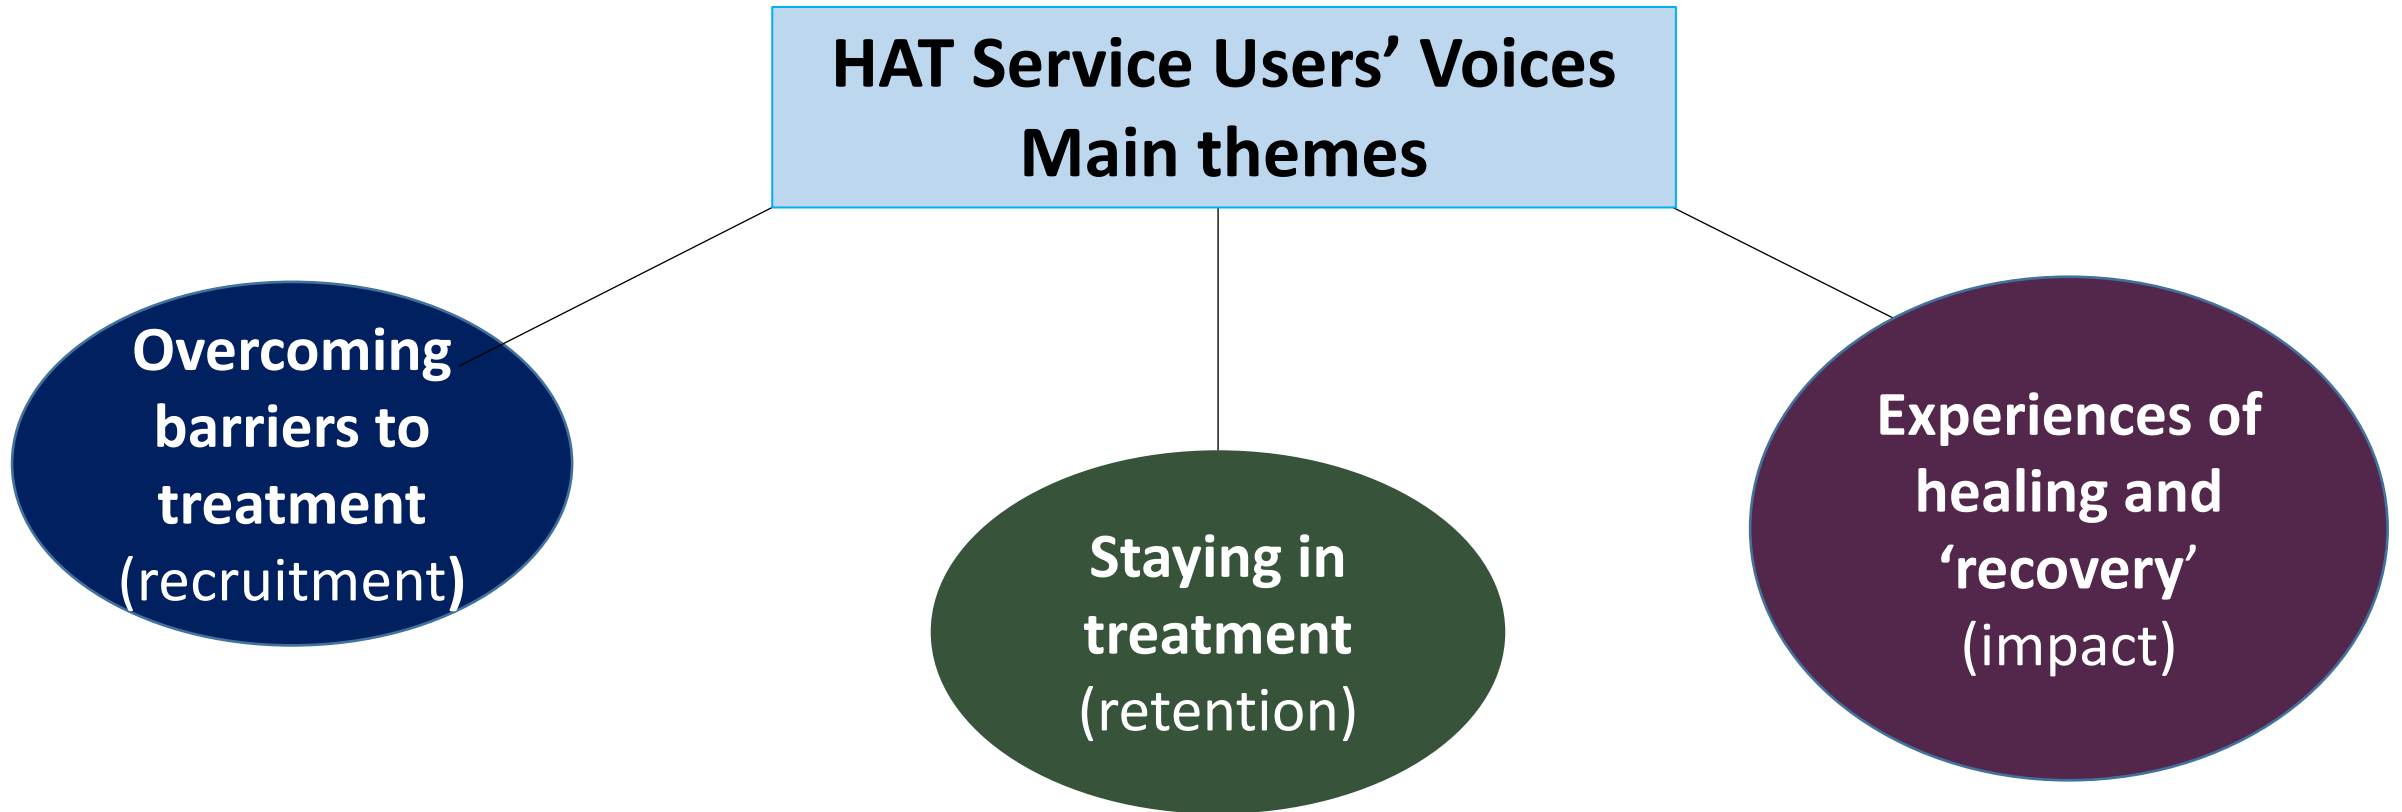 HAT Service Users’ Voices
Main themes
Overcoming
barriers to
treatment
(recruitment)
Staying in
treatment
(retention)
Experiences of
healing and
‘recovery’
(impact)